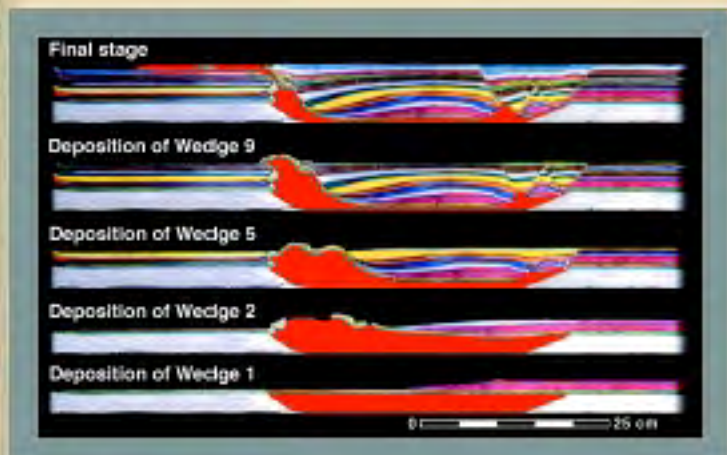 Final stage
Deposition of Wedge 9
Deposition of Wedge 5
Deposition of Wedge 2
Deposition of Wedge 1
0 25 cm